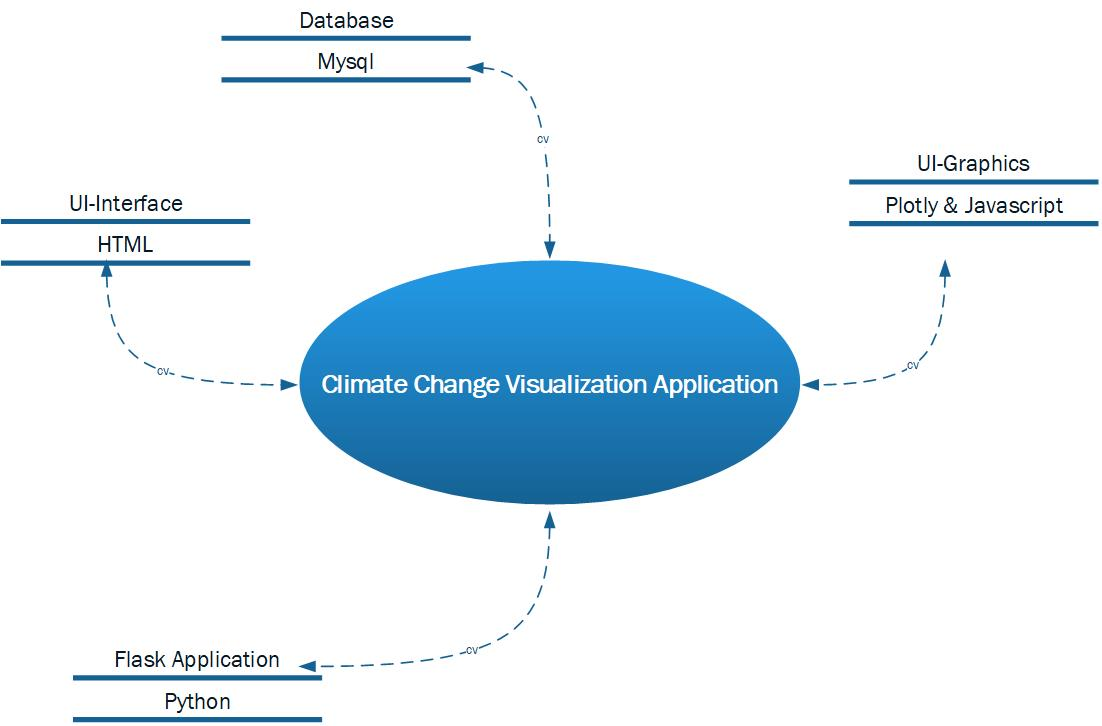 Database
Mysql
cv
UI-Graphics
Plotly & Javascript
UI-Interface
HTML
cv
cv
Climate Change Visualization Application
cv
Flask Application
Python